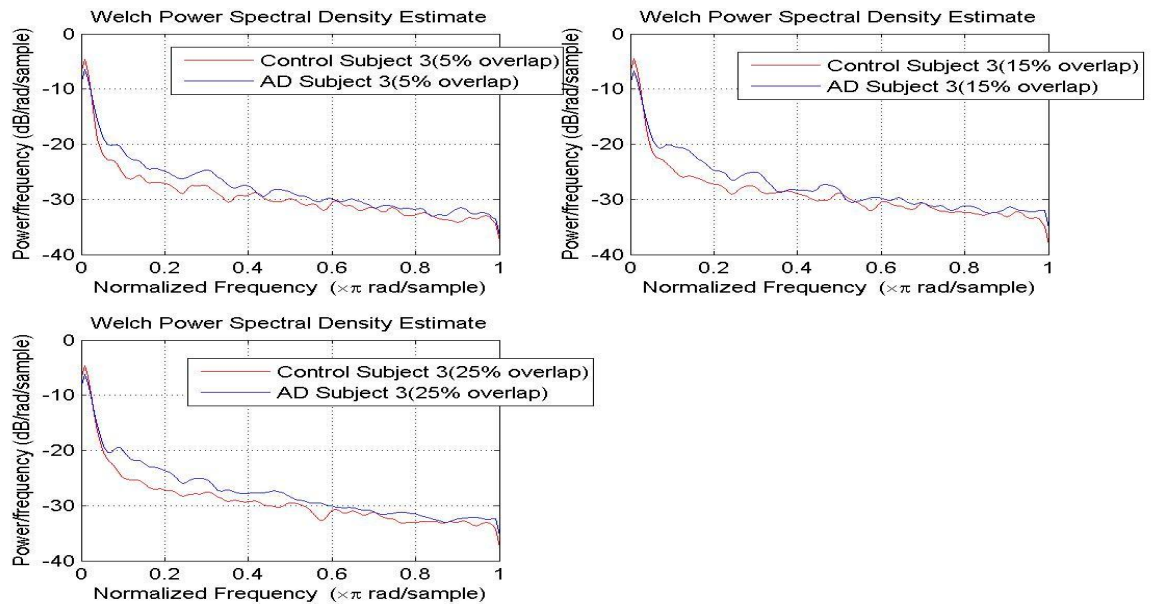 Welch Power Spectral Density Estimate
0
-10
-20
-30
-40
Power/frequency (dB/rad/sample)
Control Subject 3(5% overlap)
AD Subject 3(5% overlap)
0 0.2 0.4 0.6 0.8 1
Normalized Frequency (×π rad/sample)
Welch Power Spectral Density Estimate
0
-10
-20
-30
-40
Power/frequency (dB/rad/sample)
Control Subject 3(15% overlap)
AD Subject 3(15% overlap)
0 0.2 0.4 0.6 0.8 1
Normalized Frequency (×π rad/sample)
Welch Power Spectral Density Estimate
0
-10
-20
-30
-40
Power/frequency (dB/rad/sample)
Control Subject 3(25% overlap)
AD Subject 3(25% overlap)
0 0.2 0.4 0.6 0.8 1
Normalized Frequency (×π rad/sample)